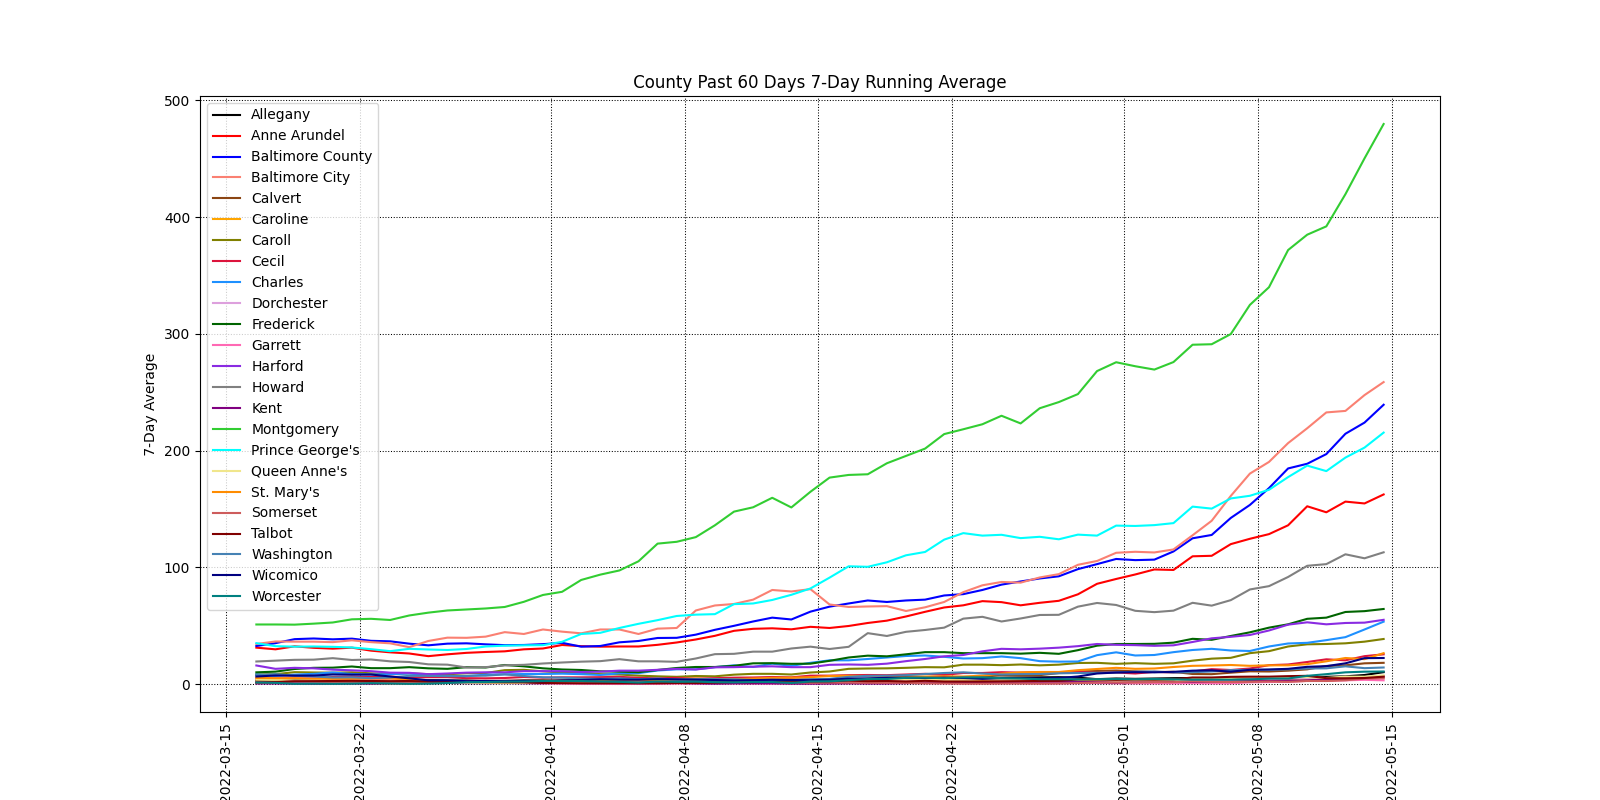 County Past 60 Days 7-Day Running Average
7-Day Average
500
400
300
200
100
0
Allegany
Anne Arundel
Baltimore County
Baltimore City
Calvert
Caroline
Caroll
Cecil
Charles
Dorchester
Frederick
Garrett
Harford
Howard
Kent
Montgomery
Prince George's
Queen Anne's
St. Mary's
Somerset
Talbot
Washington
Wicomico
Worcester
2022-03-15
2022-03-22
2022-04-01
2022-04-08
2022-04-15
2022-04-22
2022-05-01
2022-05-08
2022-05-15